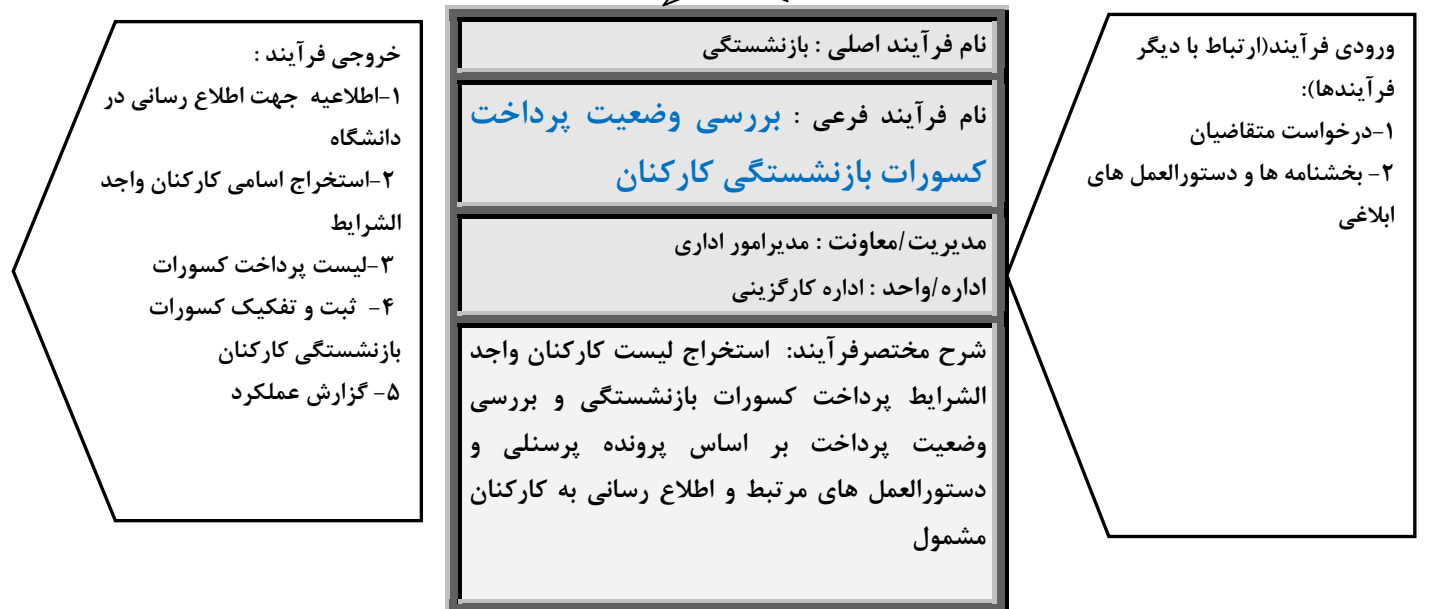 ورودی فرآیند(ارتباط با دیگر
فرآیندها):
۱-درخواست متقاضیان
۲- بخشنامه ها و دستورالعمل های
ابلاغی
نام فرآیند اصلی : بازنشستگی
نام فرآیند فرعی : بررسی وضعیت پرداخت
کسورات بازنشستگی کارکنان
مدیریت/معاونت : مدیرامور اداری
اداره/واحد : اداره کارگزینی
شرح مختصرفرآیند: استخراج لیست کارکنان واجد
الشرایط پرداخت کسورات بازنشستگی و بررسی
وضعیت پرداخت بر اساس پرونده پرسنلی و
دستورالعمل های مرتبط و اطلاع رسانی به کارکنان
مشمول
خروجی فرآیند :
۱-اطلاعیه جهت اطلاع رسانی در
دانشگاه
۲-استخراج اسامی کارکنان واجد
الشرایط
۳-لیست پرداخت کسورات
۴- ثبت و تفکیک کسورات
بازنشستگی کارکنان
۵- گزارش عملکرد